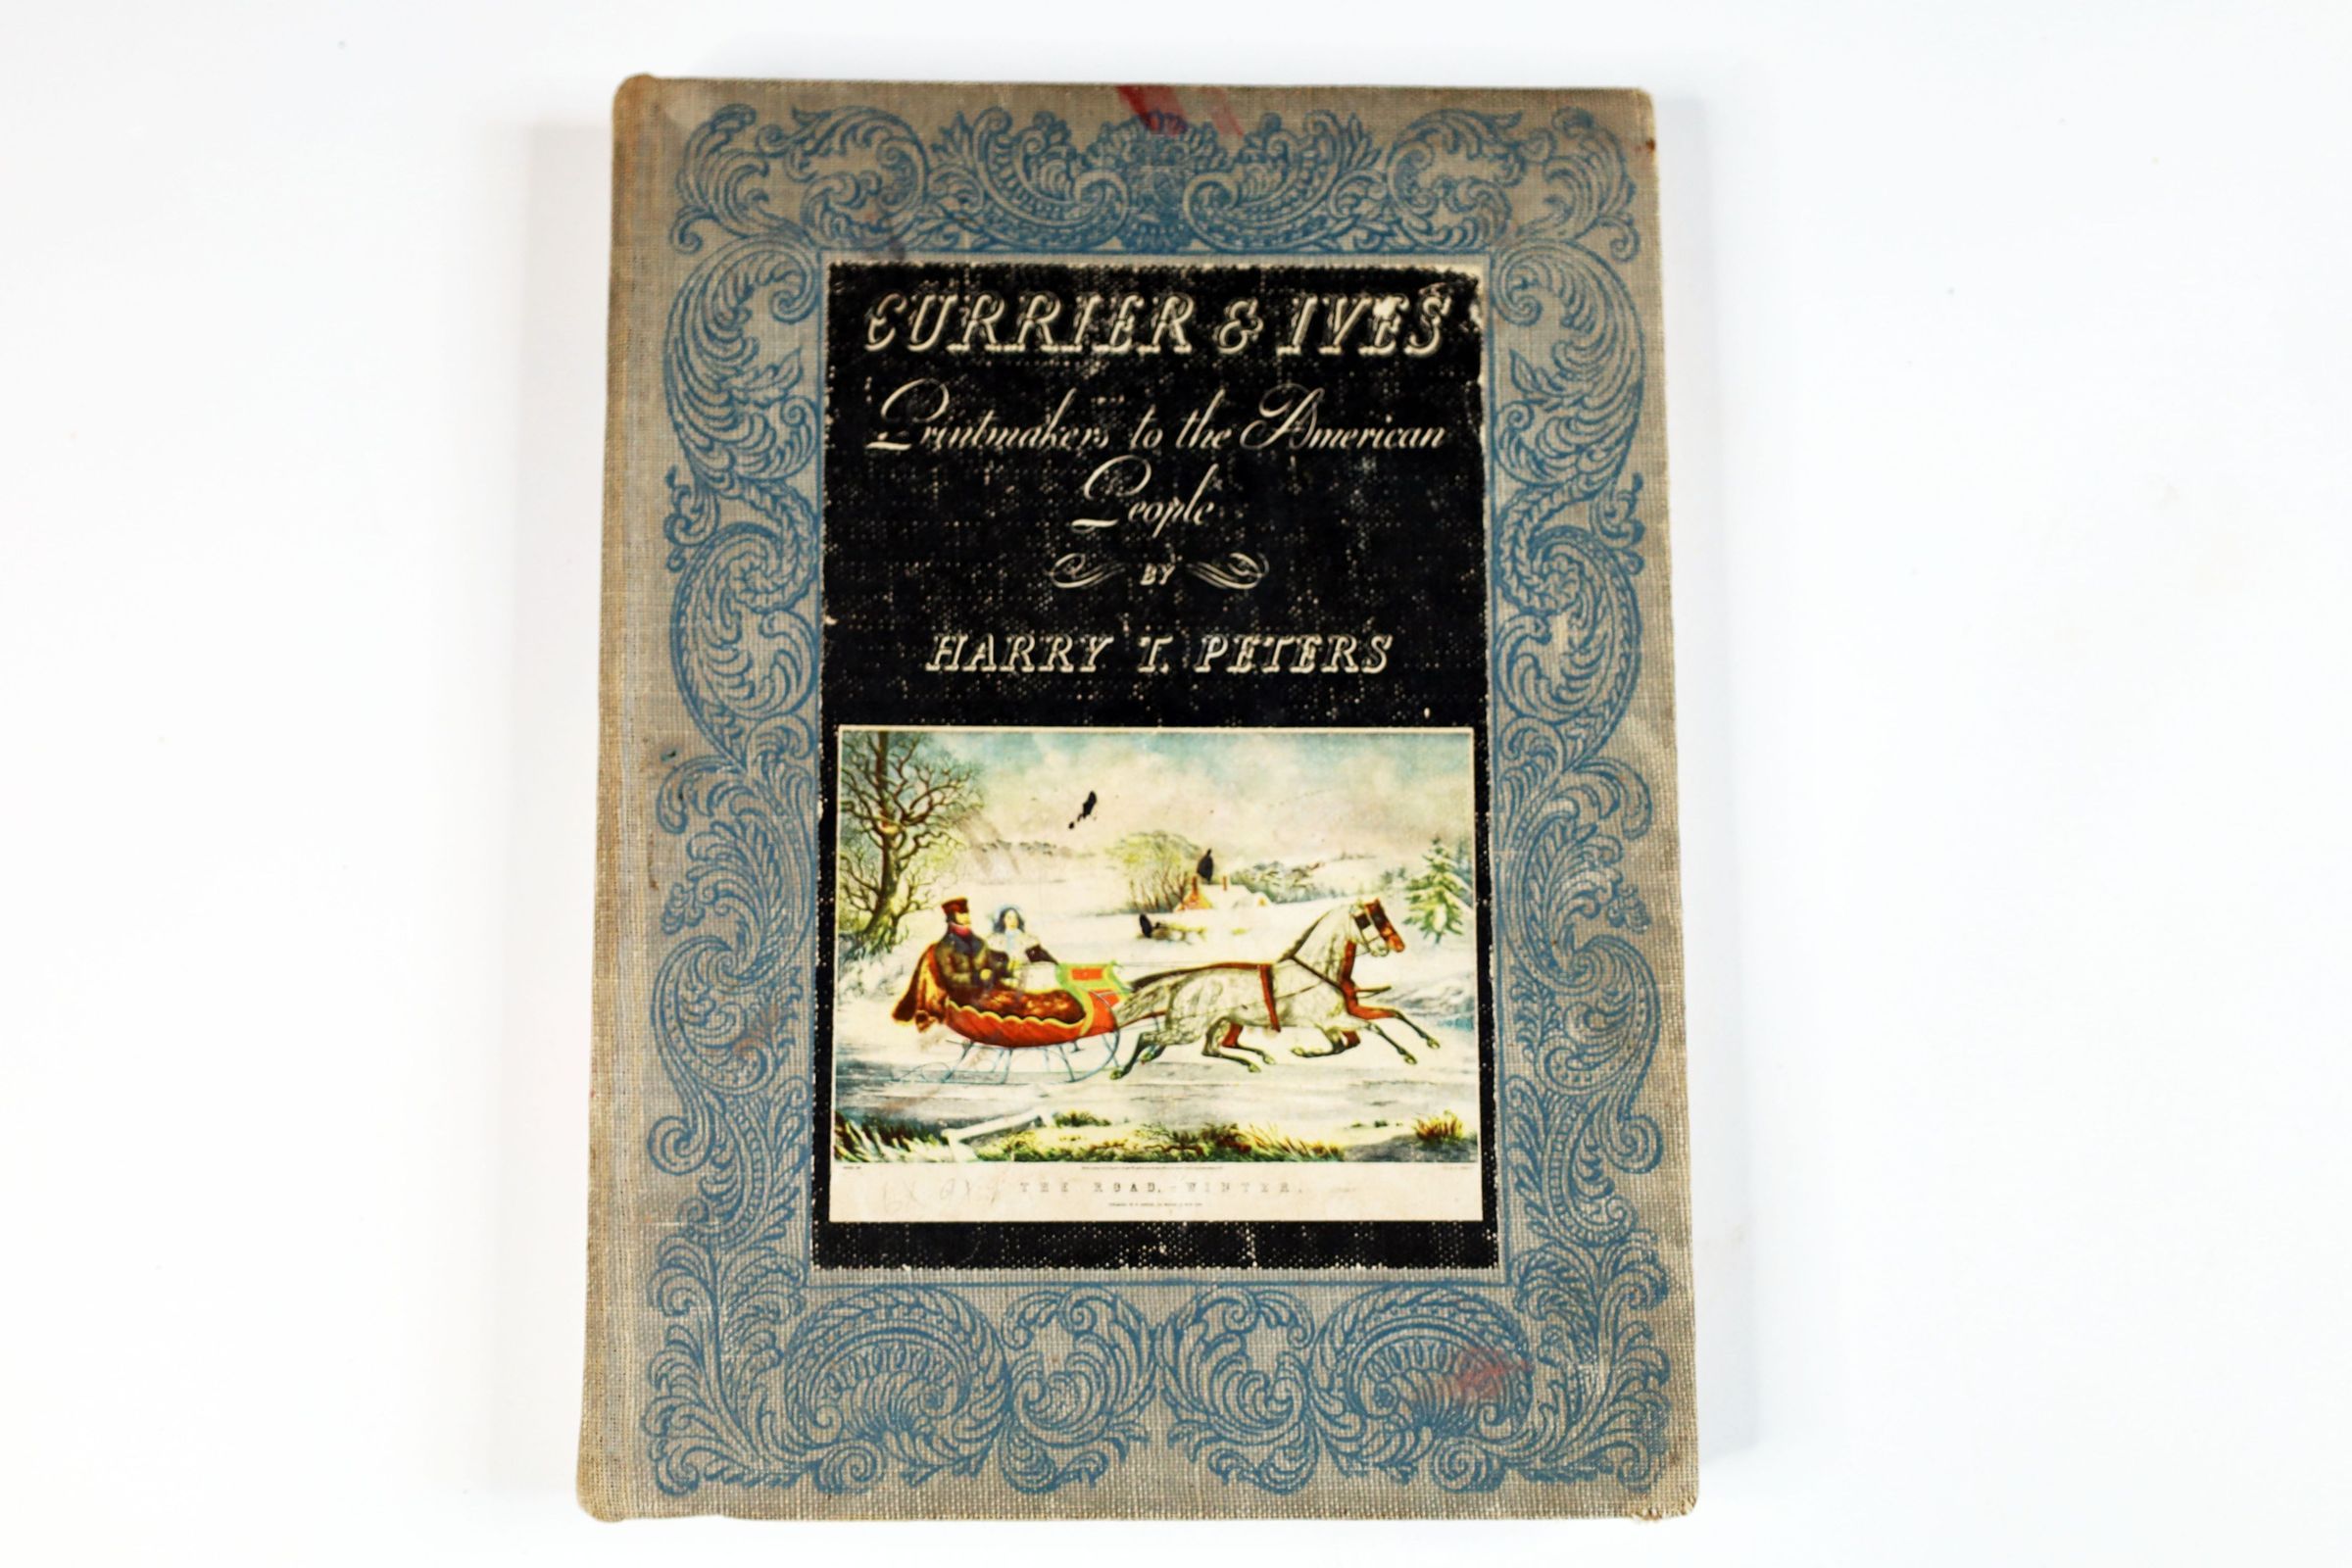 CURRIER & IVES
Printmakers to the American
People
BY
HARRY T. PETERS
THE ROAD,-WINTER.